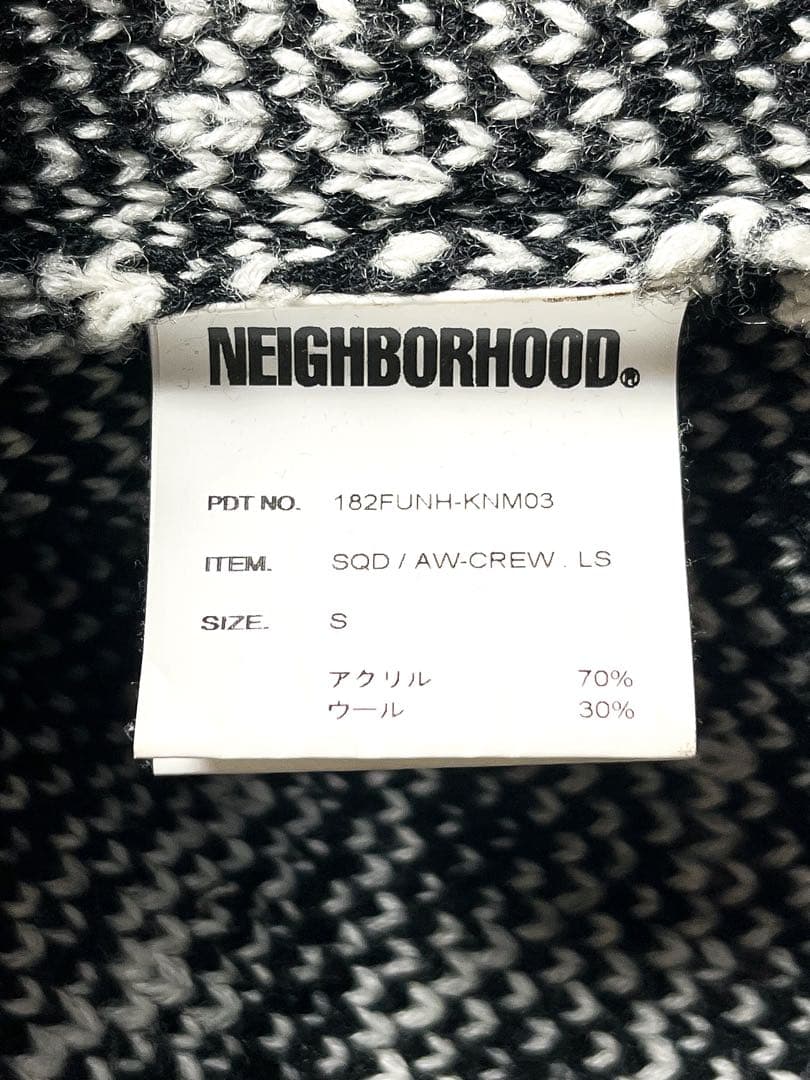 NEIGHBORHOOD®
PDT NO. 182FUNH-KNM03
ITEM. SQD / AW-CREW . LS
SIZE. S
アクリル 70%
ウール 30%